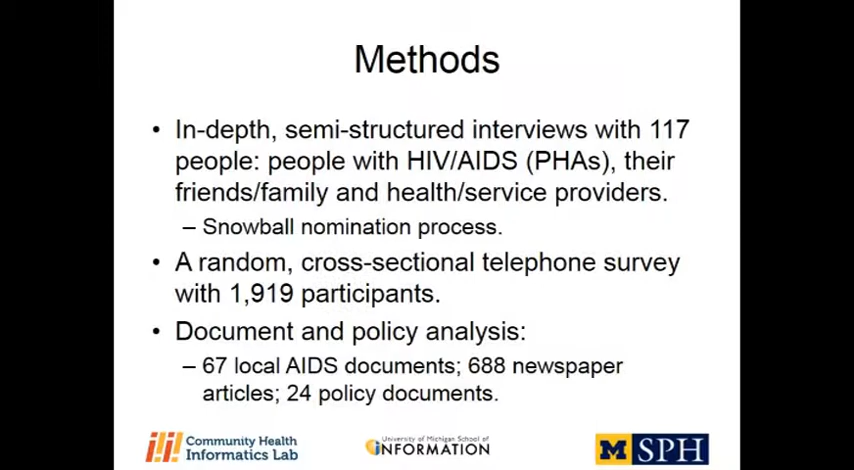 Methods
• In-depth, semi-structured interviews with 117
people: people with HIV/AIDS (PHAs), their
friends/family and health/service providers.
– Snowball nomination process.
• A random, cross-sectional telephone survey
with 1,919 participants.
• Document and policy analysis:
– 67 local AIDS documents; 688 newspaper
articles; 24 policy documents.
Community Health
Informatics Lab
University of Michigan School of
INFORMATION
M SPH